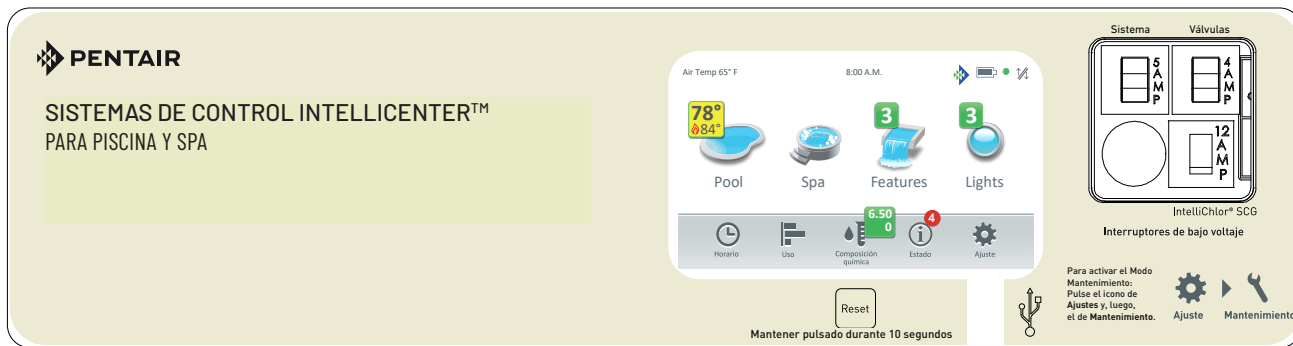 PENTAIR
SISTEMAS DE CONTROL INTELLICENTER™
PARA PISCINA Y SPA
Air Temp 65° F
8:00 A.M.
78°
84°
3
3
Pool
Spa
Features
Lights
6.50
0
4
Horario
Uso
Composición
química
Estado
Ajuste
Reset
Mantener pulsado durante 10 segundos
Sistema
Válvulas
5 AMP
4 AMP
12 AMP
IntelliChlor® SCG
Interruptores de bajo voltaje
Para activar el Modo
Mantenimiento:
Pulse el icono de
Ajustes y, luego,
el de Mantenimiento.
Ajuste
Mantenimiento